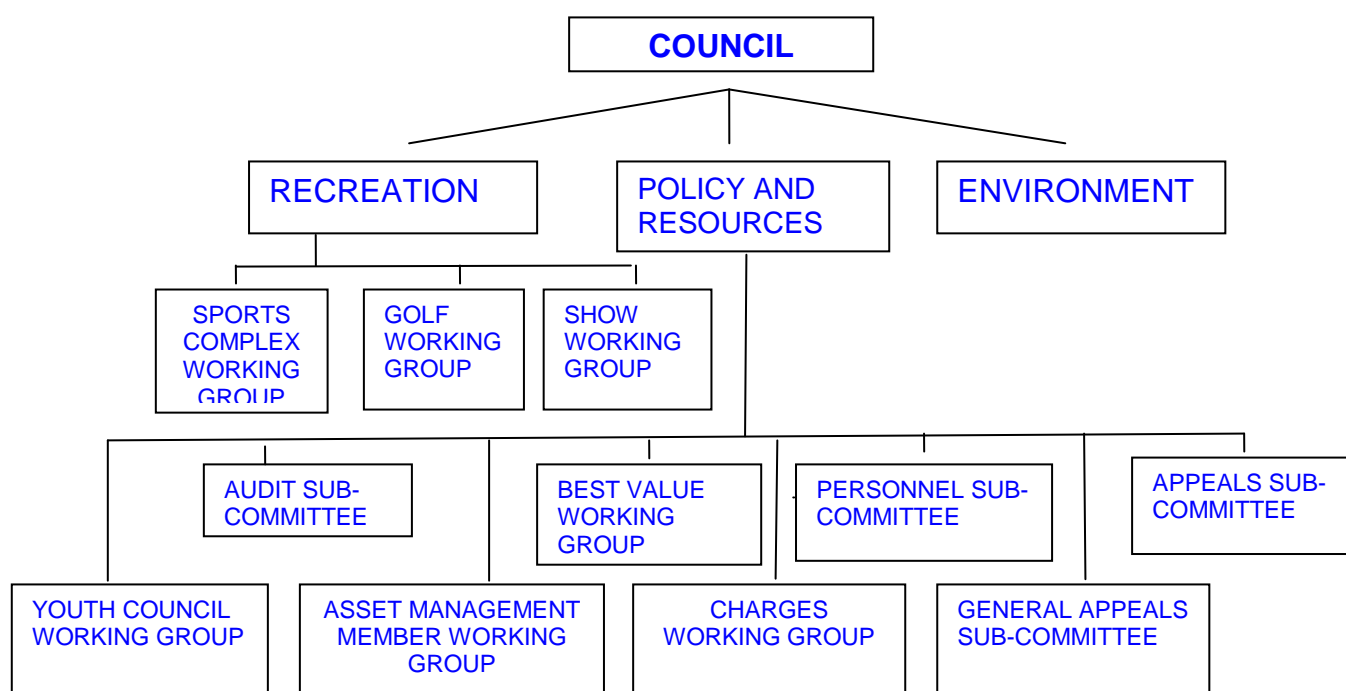 COUNCIL
RECREATION
POLICY AND
RESOURCES
ENVIRONMENT
SPORTS
COMPLEX
WORKING
GROUP
GOLF
WORKING
GROUP
SHOW
WORKING
GROUP
AUDIT SUB-
COMMITTEE
BEST VALUE
WORKING
GROUP
PERSONNEL SUB-
COMMITTEE
APPEALS SUB-
COMMITTEE
YOUTH COUNCIL
WORKING GROUP
ASSET MANAGEMENT
MEMBER WORKING
GROUP
CHARGES
WORKING GROUP
GENERAL APPEALS
SUB-COMMITTEE